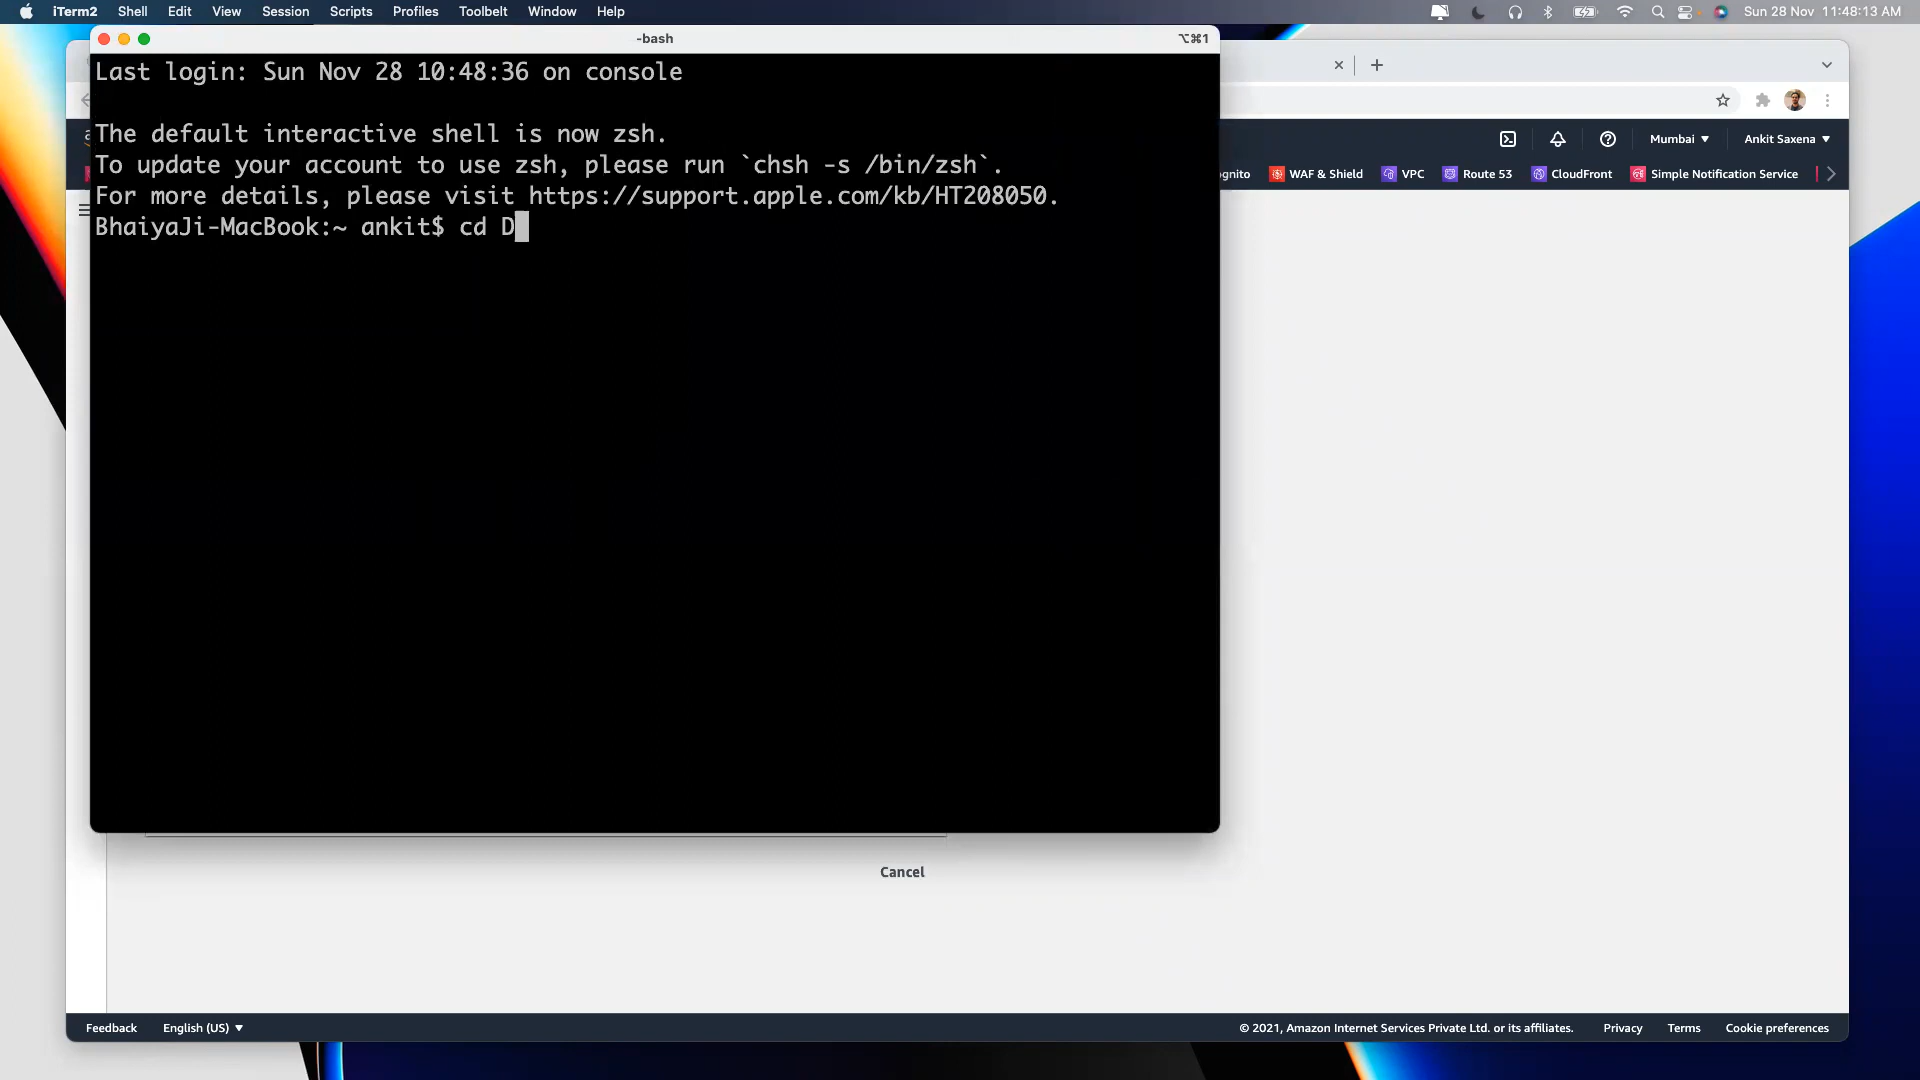 iTerm2 Shell Edit View Session Scripts Profiles Toolbelt Window Help Sun 28 Nov 11:48:13 AM
-bash ⌥⌘1
Last login: Sun Nov 28 10:48:36 on console
The default interactive shell is now zsh.
To update your account to use zsh, please run `chsh -s /bin/zsh`.
For more details, please visit https://support.apple.com/kb/HT208050.
BhaiyaJi-MacBook:~ ankit$ cd D
Mumbai ▼ Ankit Saxena ▼
ognito WAF & Shield VPC Route 53 CloudFront Simple Notification Service
Cancel
Feedback English (US) ▼ © 2021, Amazon Internet Services Private Ltd. or its affiliates. Privacy Terms Cookie preferences